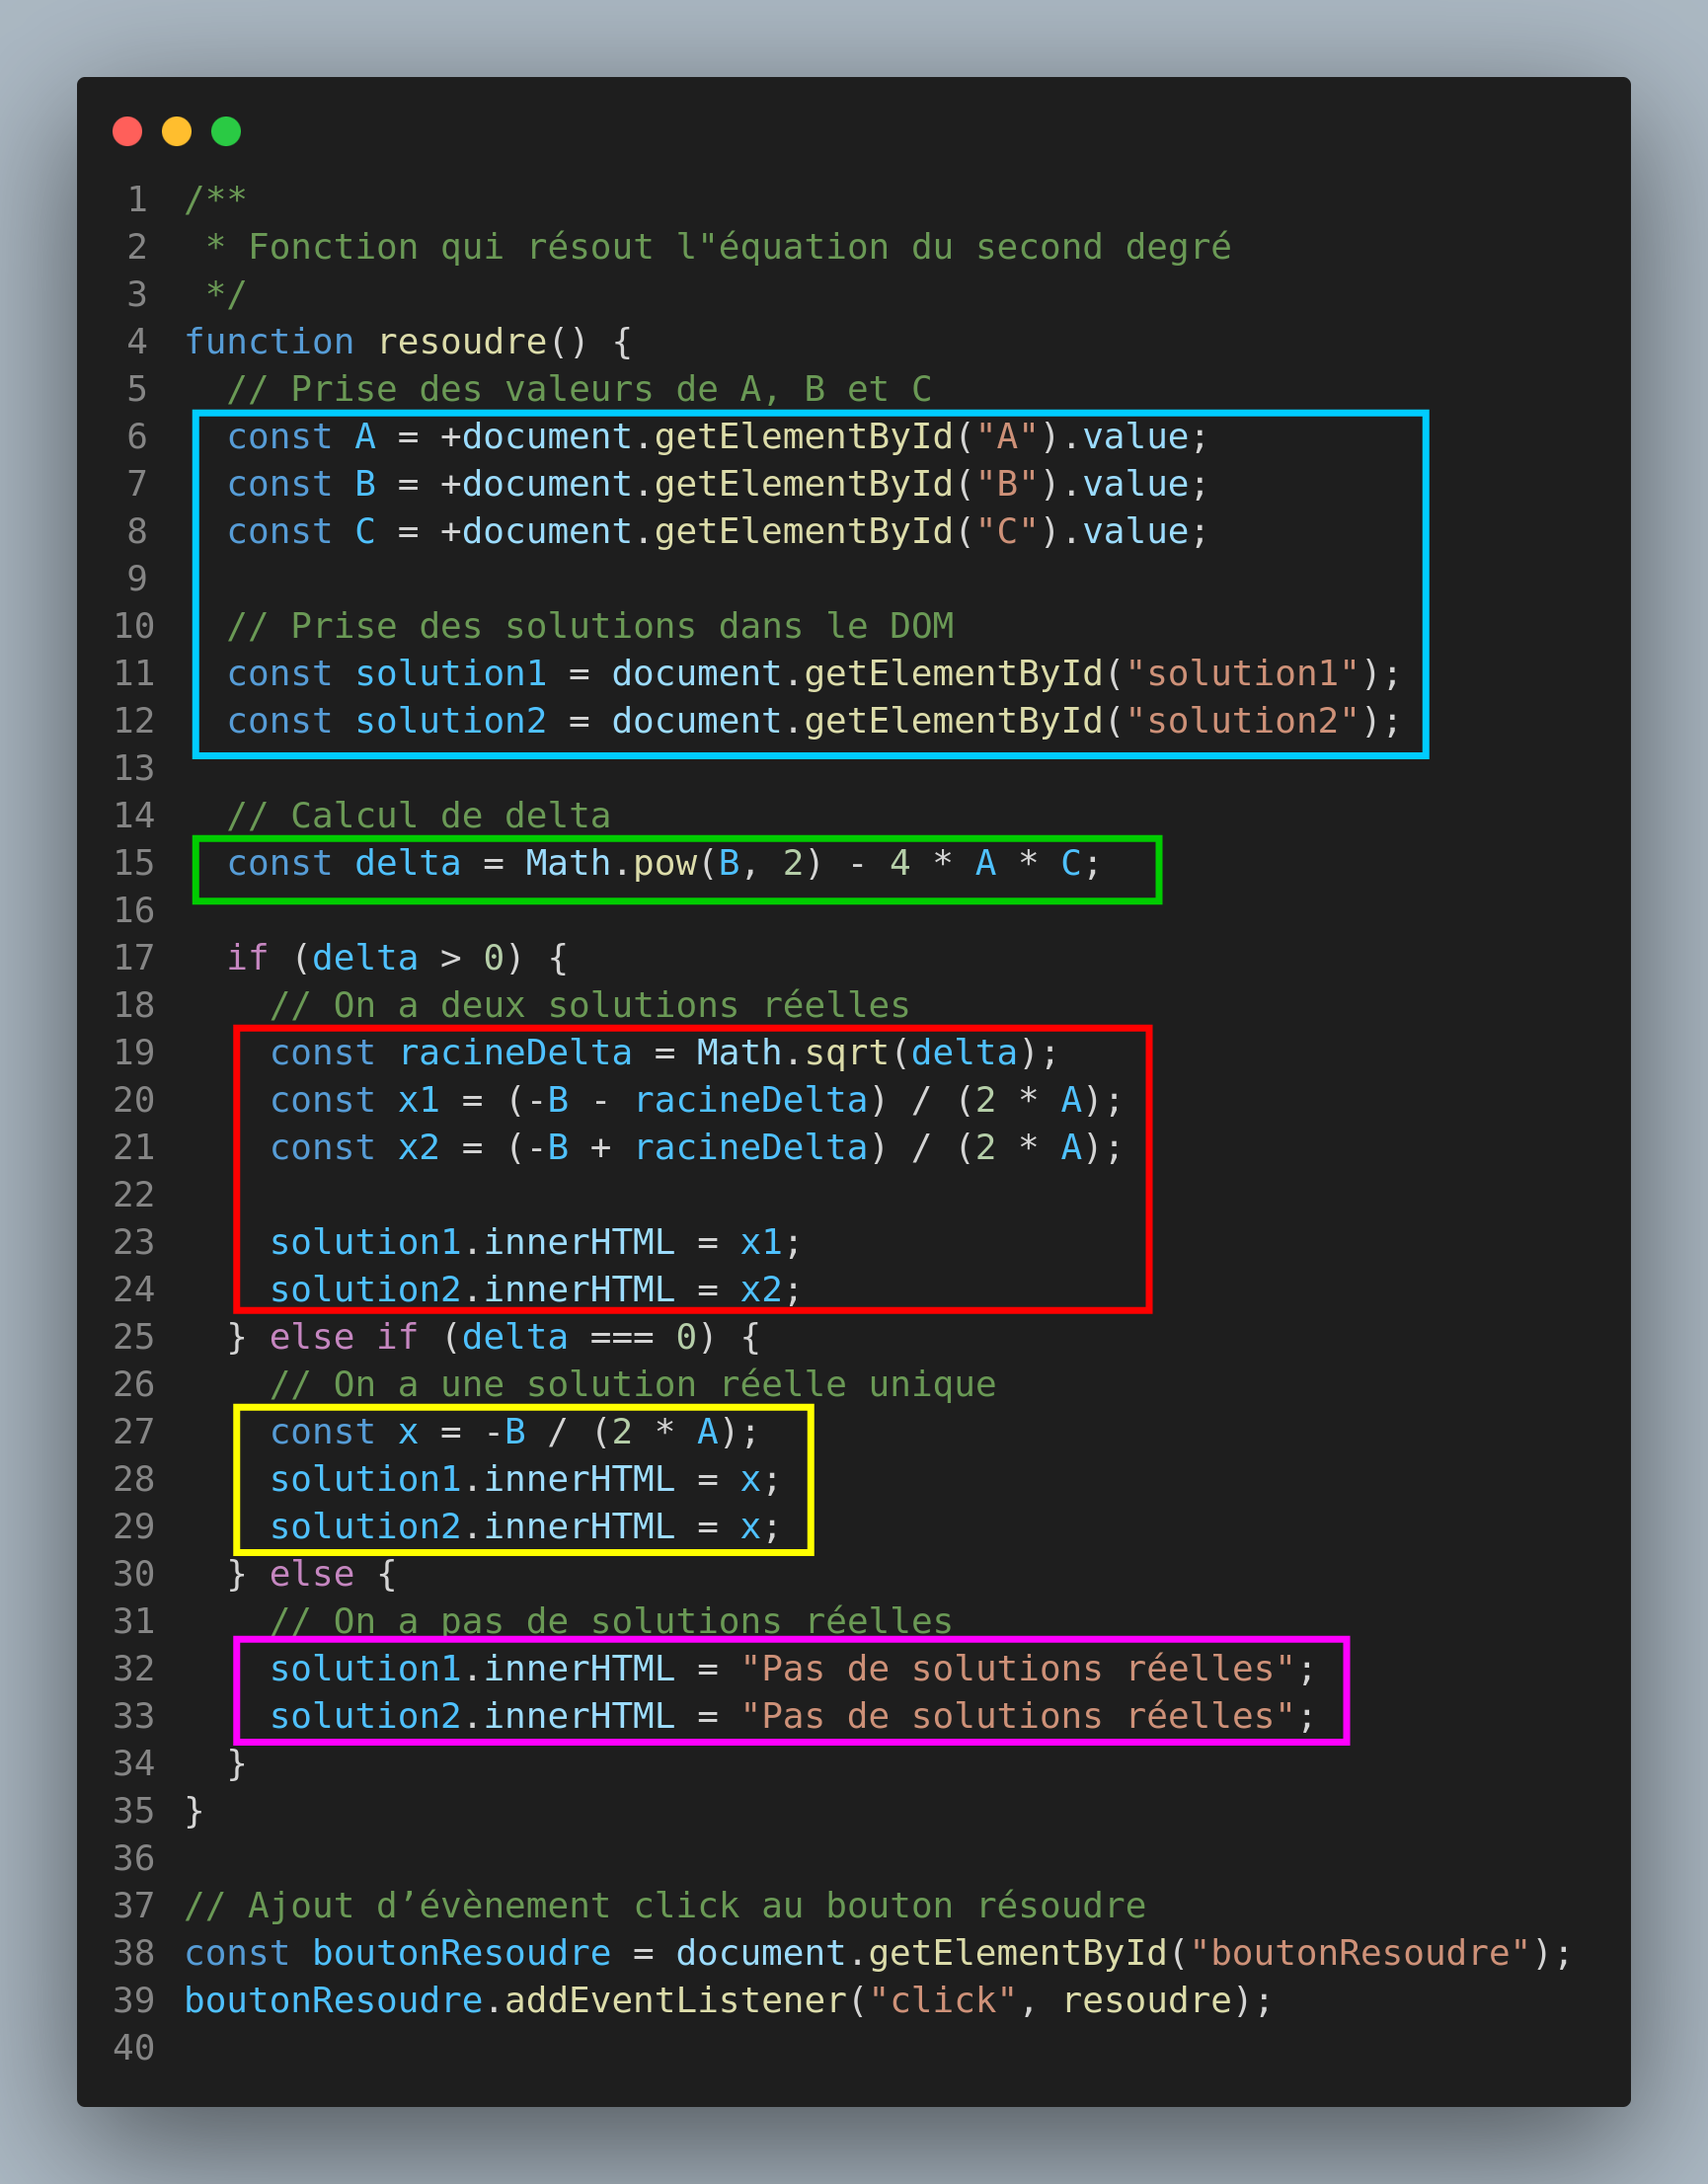 1 /**
2  * Fonction qui résout l"équation du second degré
3  */
4 function resoudre() {
5   // Prise des valeurs de A, B et C
6   const A = +document.getElementById("A").value;
7   const B = +document.getElementById("B").value;
8   const C = +document.getElementById("C").value;
9
10   // Prise des solutions dans le DOM
11   const solution1 = document.getElementById("solution1");
12   const solution2 = document.getElementById("solution2");
13
14   // Calcul de delta
15   const delta = Math.pow(B, 2) - 4 * A * C;
16
17   if (delta > 0) {
18     // On a deux solutions réelles
19     const racineDelta = Math.sqrt(delta);
20     const x1 = (-B - racineDelta) / (2 * A);
21     const x2 = (-B + racineDelta) / (2 * A);
22
23     solution1.innerHTML = x1;
24     solution2.innerHTML = x2;
25   } else if (delta === 0) {
26     // On a une solution réelle unique
27     const x = -B / (2 * A);
28     solution1.innerHTML = x;
29     solution2.innerHTML = x;
30   } else {
31     // On a pas de solutions réelles
32     solution1.innerHTML = "Pas de solutions réelles";
33     solution2.innerHTML = "Pas de solutions réelles";
34   }
35 }
36
37 // Ajout d’évènement click au bouton résoudre
38 const boutonResoudre = document.getElementById("boutonResoudre");
39 boutonResoudre.addEventListener("click", resoudre);
40